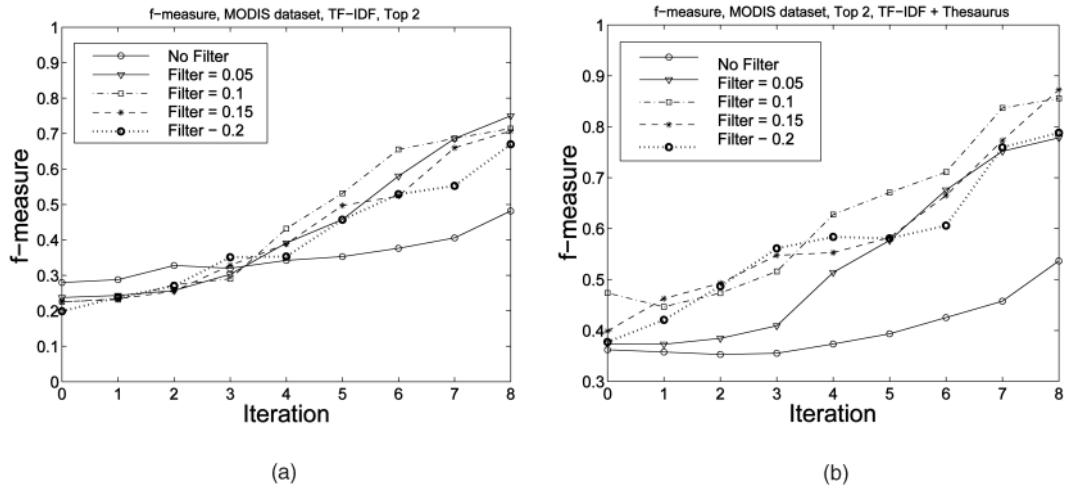 f-measure, MODIS dataset, TF-IDF, Top 2
No Filter
Filter = 0.05
Filter = 0.1
Filter = 0.15
Filter - 0.2
f-measure
1
0.9
0.8
0.7
0.6
0.5
0.4
0.3
0.2
0.1
0
0 1 2 3 4 5 6 7 8
Iteration
(a)
f-measure, MODIS dataset, Top 2, TF-IDF + Thesaurus
No Filter
Filter = 0.05
Filter = 0.1
Filter = 0.15
Filter - 0.2
f-measure
1
0.9
0.8
0.7
0.6
0.5
0.4
0.3
0 1 2 3 4 5 6 7 8
Iteration
(b)